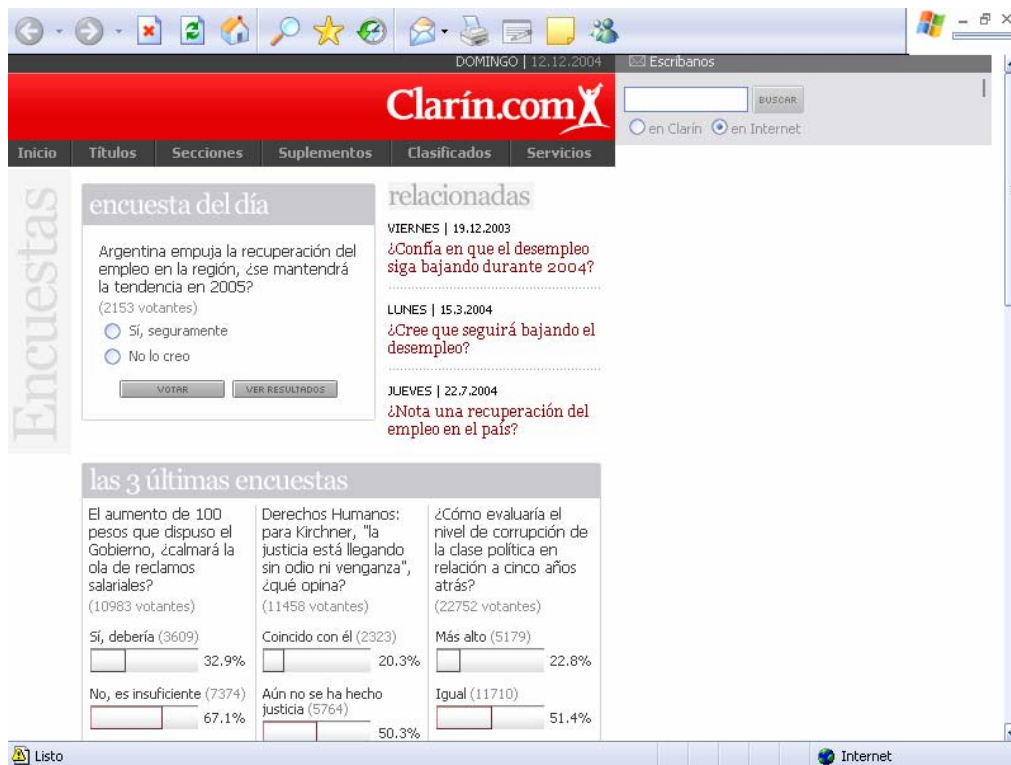 DOMINGO | 12.12.2004
Escríbanos
Clarín.com
BUSCAR
en Clarín en Internet
Inicio Títulos Secciones Suplementos Clasificados Servicios
Encuestas
encuesta del día
Argentina empuja la recuperación del
empleo en la región, ¿se mantendrá
la tendencia en 2005?
(2153 votantes)
Sí, seguramente
No lo creo
VOTAR VER RESULTADOS
relacionadas
VIERNES | 19.12.2003
¿Confía en que el desempleo
siga bajando durante 2004?
LUNES | 15.3.2004
¿Cree que seguirá bajando el
desempleo?
JUEVES | 22.7.2004
¿Nota una recuperación del
empleo en el país?
las 3 últimas encuestas
El aumento de 100
pesos que dispuso el
Gobierno, ¿calmará la
ola de reclamos
salariales?
(10983 votantes)
Sí, debería (3609)
32.9%
No, es insuficiente (7374)
67.1%
Derechos Humanos:
para Kirchner, "la
justicia está llegando
sin odio ni venganza",
¿qué opina?
(11458 votantes)
Coincido con él (2323)
20.3%
Aún no se ha hecho
justicia (5764)
50.3%
¿Cómo evaluaría el
nivel de corrupción de
la clase política en
relación a cinco años
atrás?
(22752 votantes)
Más alto (5179)
22.8%
Igual (11710)
51.4%
Listo
Internet